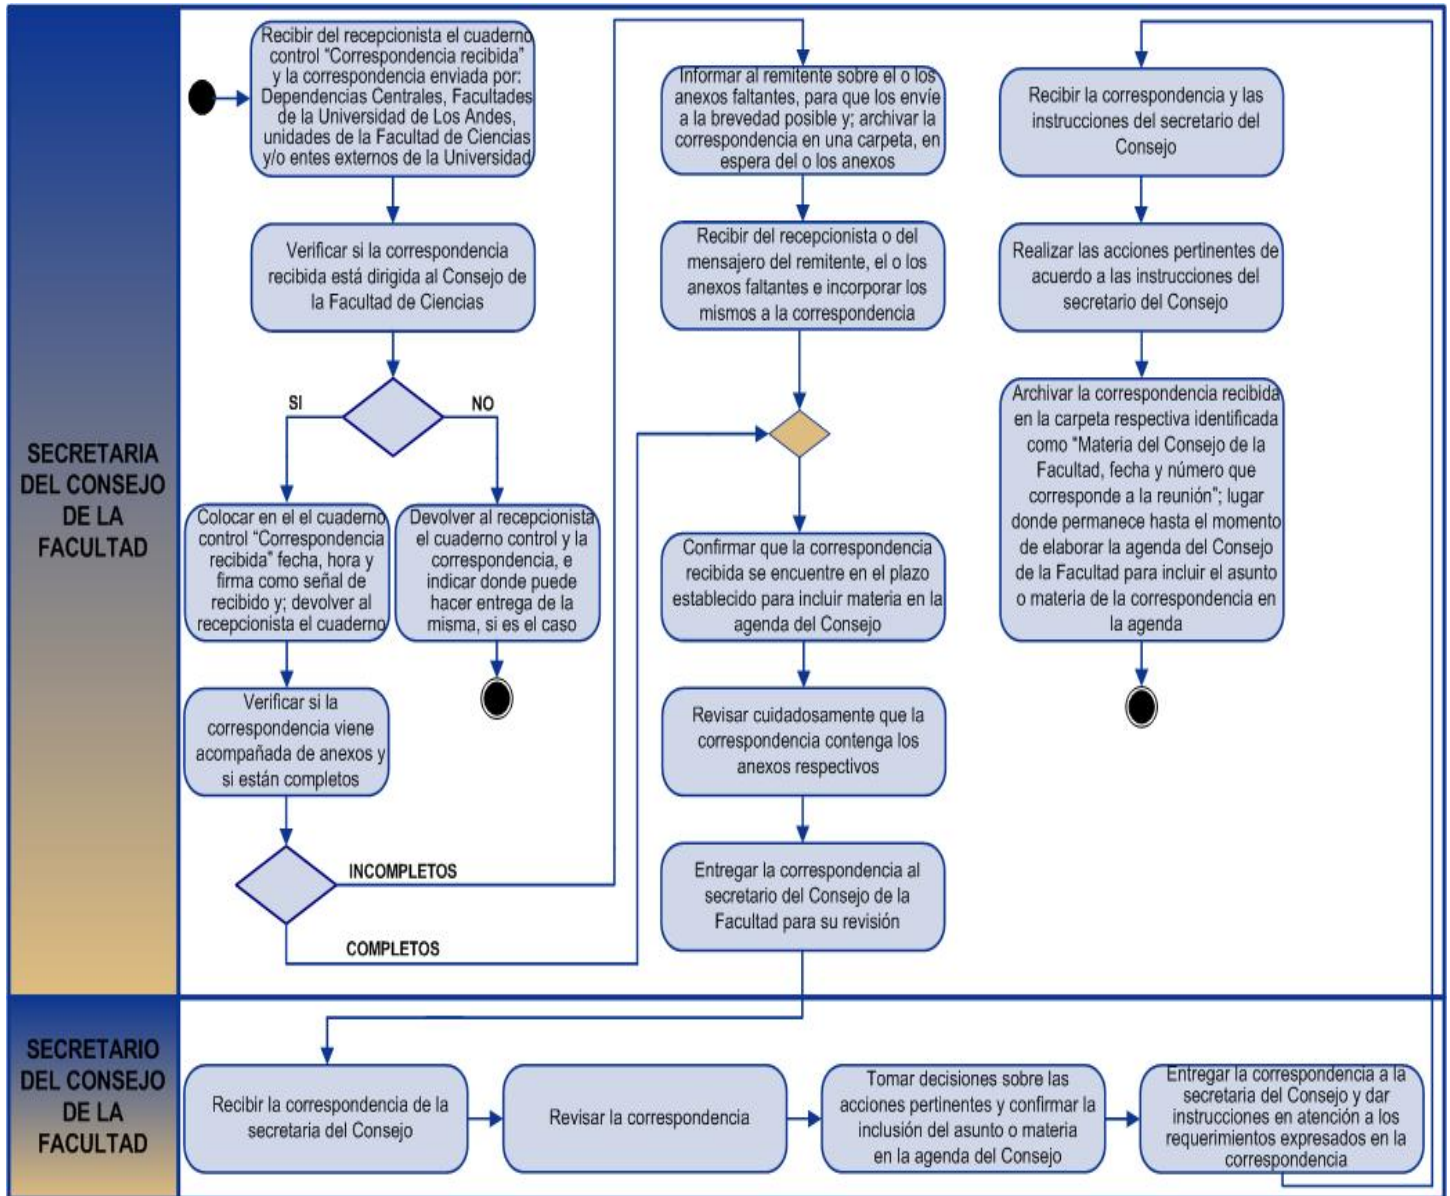 SECRETARIA
DEL CONSEJO
DE LA
FACULTAD
Recibir del recepcionista el cuaderno
control “Correspondencia recibida”
y la correspondencia enviada por:
Dependencias Centrales, Facultades
de la Universidad de Los Andes,
unidades de la Facultad de Ciencias
y/o entes externos de la Universidad
Verificar si la correspondencia
recibida está dirigida al Consejo de
la Facultad de Ciencias
SI
NO
Colocar en el el cuaderno
control “Correspondencia
recibida” fecha, hora y
firma como señal de
recibido y; devolver al
recepcionista el cuaderno
Devolver al recepcionista
el cuaderno control y la
correspondencia, e
indicar donde puede
hacer entrega de la
misma, si es el caso
Verificar si la
correspondencia viene
acompañada de anexos y
si están completos
INCOMPLETOS
COMPLETOS
Informar al remitente sobre el o los
anexos faltantes, para que los envíe
a la brevedad posible y; archivar la
correspondencia en una carpeta, en
espera del o los anexos
Recibir del recepcionista o del
mensajero del remitente, el o los
anexos faltantes e incorporar los
mismos a la correspondencia
Confirmar que la correspondencia
recibida se encuentre en el plazo
establecido para incluir materia en la
agenda del Consejo
Revisar cuidadosamente que la
correspondencia contenga los
anexos respectivos
Entregar la correspondencia al
secretario del Consejo de la
Facultad para su revisión
Recibir la correspondencia y las
instrucciones del secretario del
Consejo
Realizar las acciones pertinentes de
acuerdo a las instrucciones del
secretario del Consejo
Archivar la correspondencia recibida
en la carpeta respectiva identificada
como “Materia del Consejo de la
Facultad, fecha y número que
corresponde a la reunión”; lugar
donde permanece hasta el momento
de elaborar la agenda del Consejo
de la Facultad para incluir el asunto
o materia de la correspondencia en
la agenda
SECRETARIO
DEL CONSEJO
DE LA
FACULTAD
Recibir la correspondencia de la
secretaria del Consejo
Revisar la correspondencia
Tomar decisiones sobre las
acciones pertinentes y confirmar la
inclusión del asunto o materia
en la agenda del Consejo
Entregar la correspondencia a la
secretaria del Consejo y dar
instrucciones en atención a los
requerimientos expresados en la
correspondencia